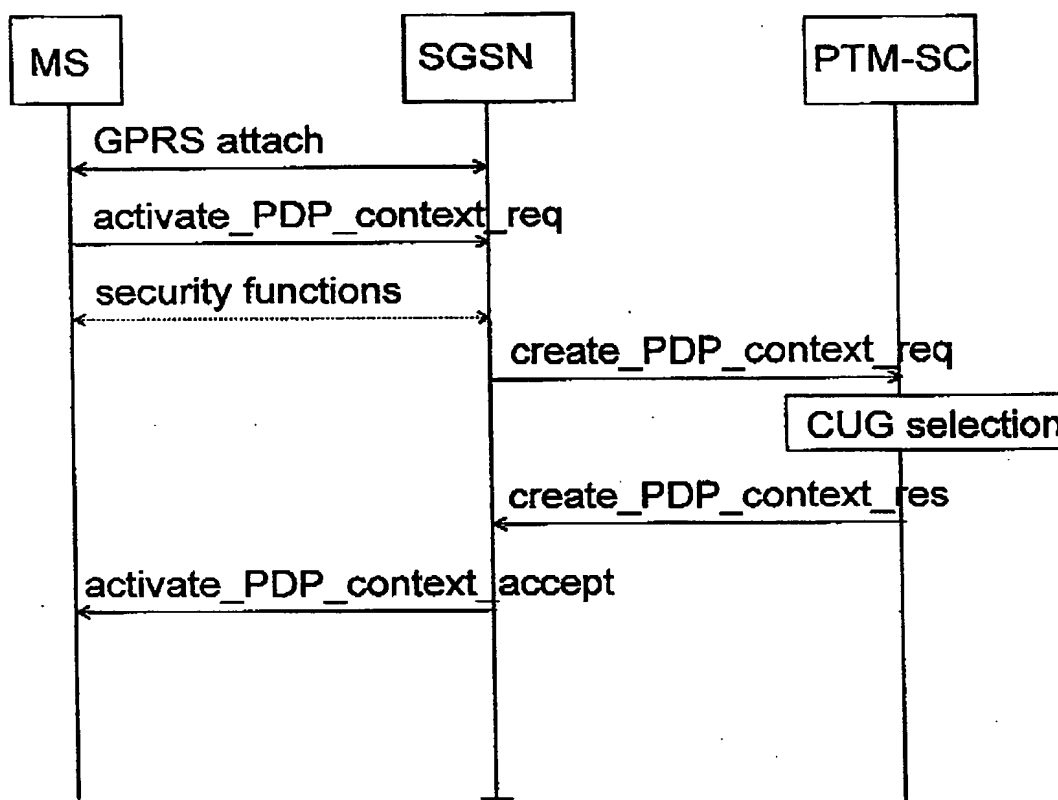 MS
SGSN
PTM-SC
GPRS attach
activate_PDP_context_req
security functions
create_PDP_context_req
CUG selection
create_PDP_context_res
activate_PDP_context_accept